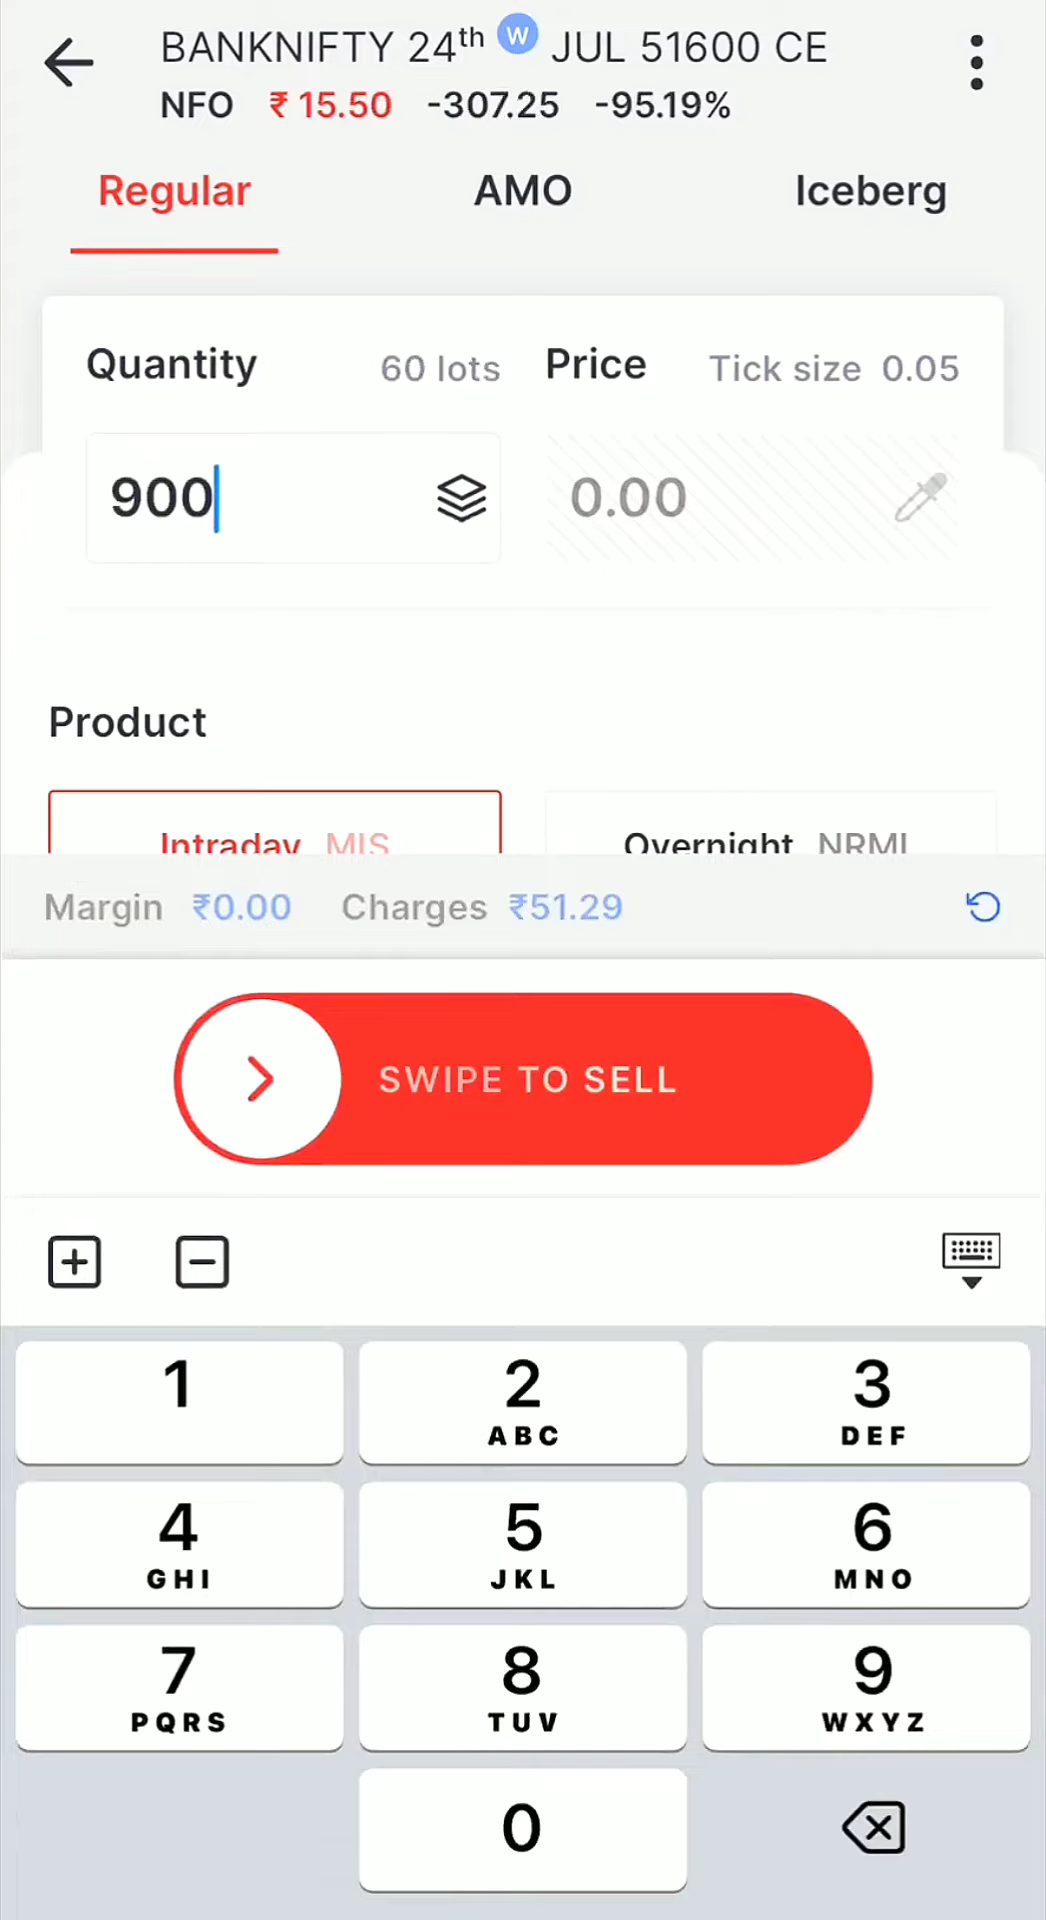 BANKNIFTY 24th W JUL 51600 CE
NFO ₹ 15.50 -307.25 -95.19%
Regular AMO Iceberg
Quantity 60 lots Price Tick size 0.05
900 0.00
Product
Intraday MIS Overnight NRML
Margin ₹0.00 Charges ₹51.29
SWIPE TO SELL
1 2 3
ABC DEF
4 5 6
GHI JKL MNO
7 8 9
PQRS TUV WXYZ
0